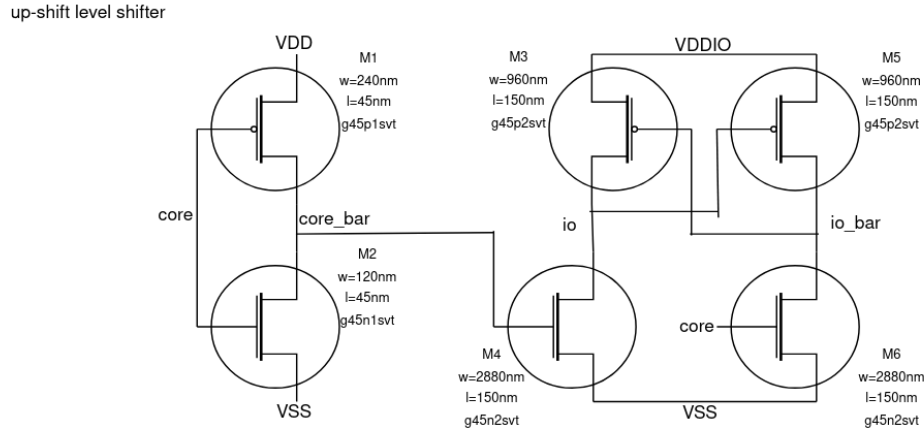 up-shift level shifter
VDD
M1
w=240nm
l=45nm
g45p1svt
core
core_bar
M2
w=120nm
l=45nm
g45n1svt
VSS
VDDIO
M3
w=960nm
l=150nm
g45p2svt
M5
w=960nm
l=150nm
g45p2svt
io
io_bar
M4
w=2880nm
l=150nm
g45n2svt
core
M6
w=2880nm
l=150nm
g45n2svt
VSS